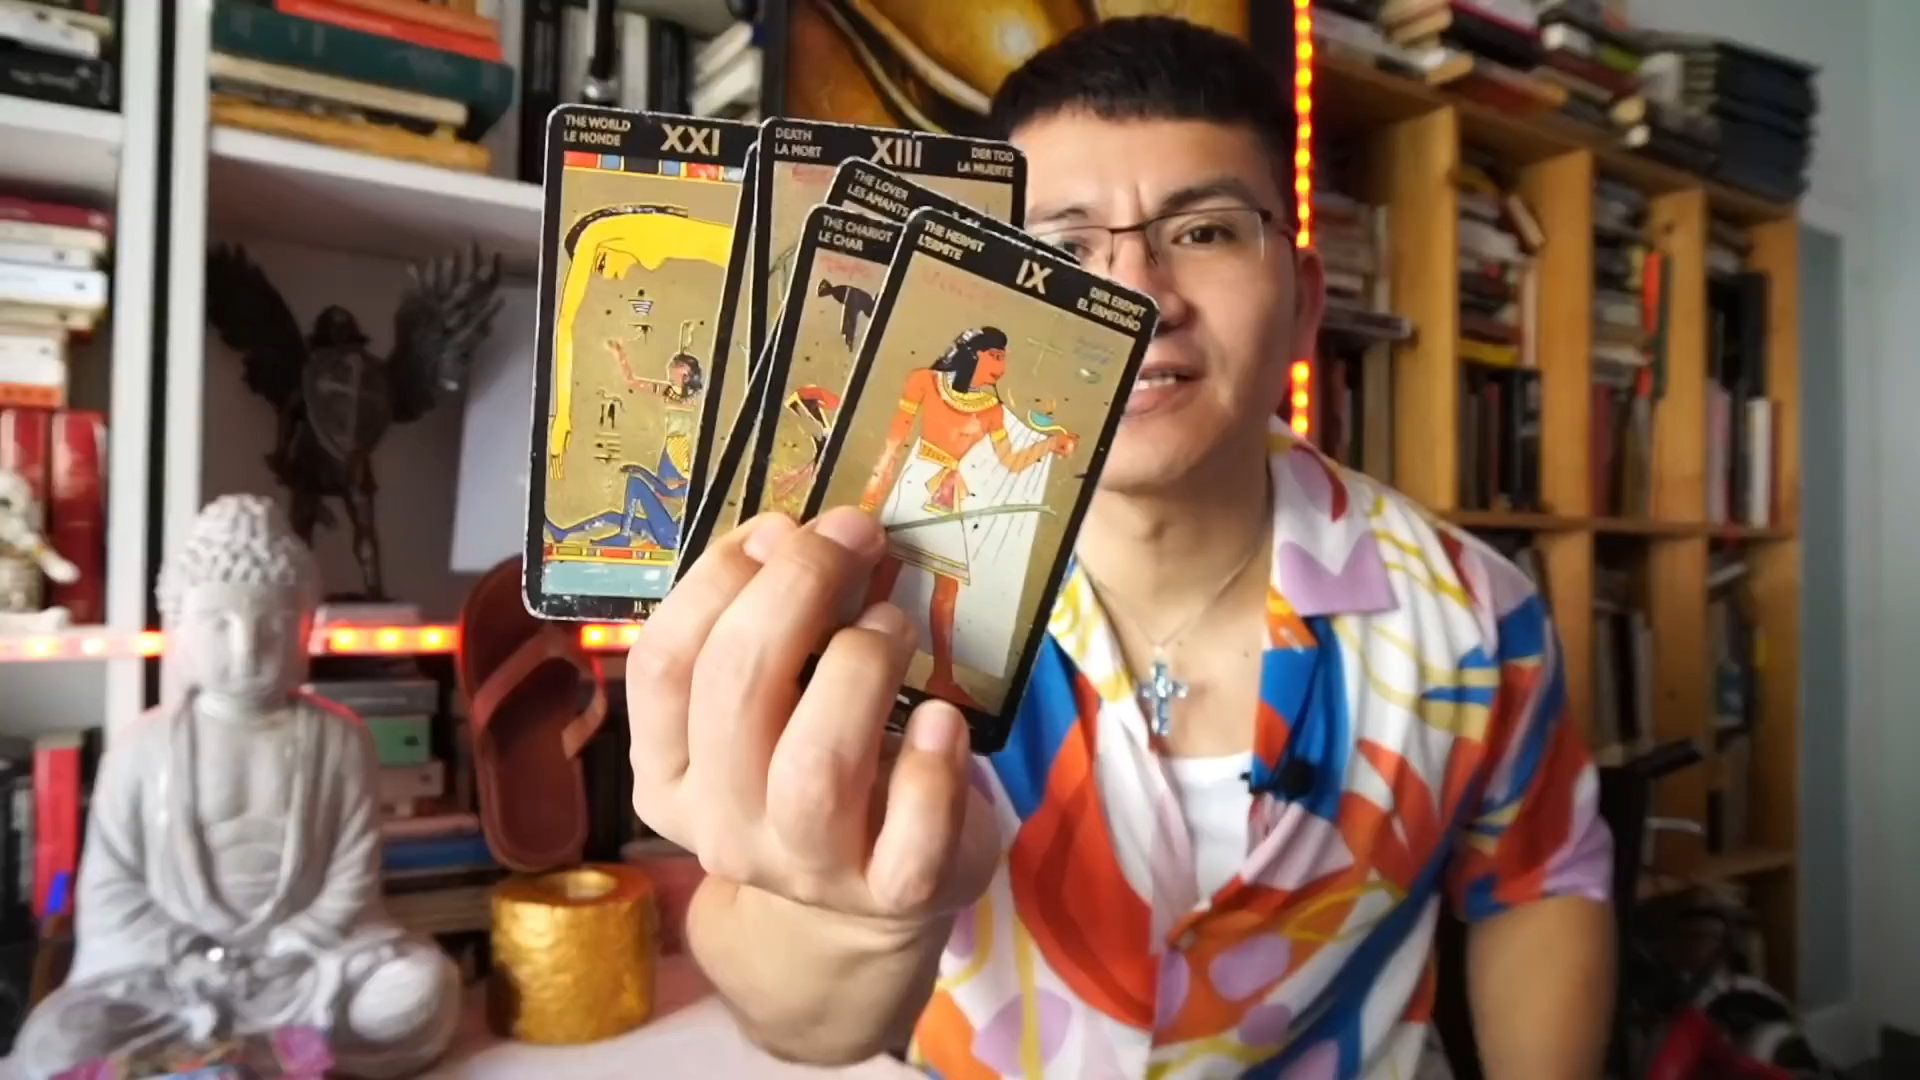 THE WORLD
LE MONDE
XXI
DEATH
LA MORT
XIII
DER TOD
LA MUERTE
THE LOVER
LES AMANTS
THE CHARIOT
LE CHAR
THE HERMIT
L'ERMITE
IX
DER EREMIT
EL ERMITAÑO